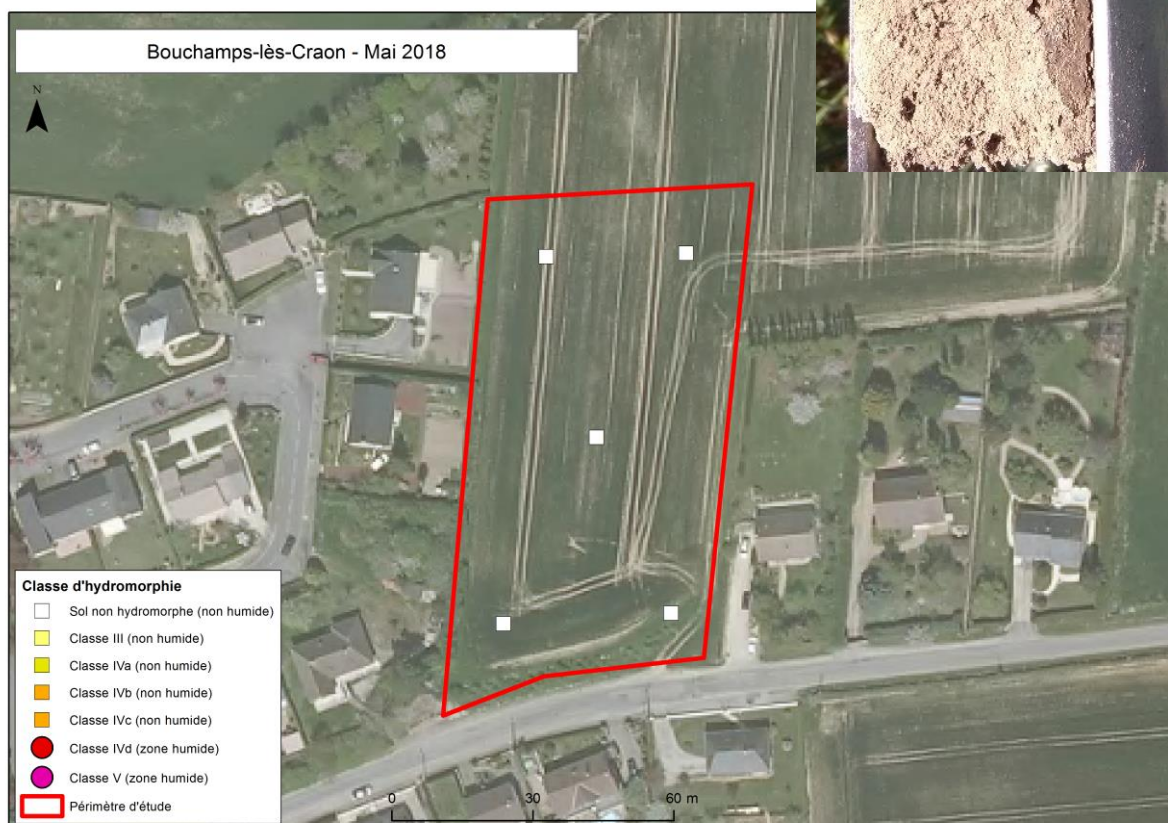 Bouchamps-lès-Craon - Mai 2018
N
Classe d'hydromorphie
Sol non hydromorphe (non humide)
Classe III (non humide)
Classe IVa (non humide)
Classe IVb (non humide)
Classe IVc (non humide)
Classe IVd (zone humide)
Classe V (zone humide)
Périmètre d'étude
0 30 60 m